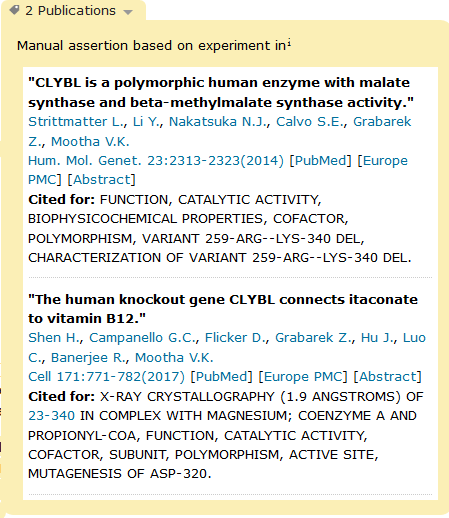 2 Publications
Manual assertion based on experiment in i
"CLYBL is a polymorphic human enzyme with malate
synthase and beta-methylmalate synthase activity."
Strittmatter L., Li Y., Nakatsuka N.J., Calvo S.E., Grabarek
Z., Mootha V.K.
Hum. Mol. Genet. 23:2313-2323(2014) [PubMed] [Europe
PMC] [Abstract]
Cited for: FUNCTION, CATALYTIC ACTIVITY,
BIOPHYSICOCHEMICAL PROPERTIES, COFACTOR,
POLYMORPHISM, VARIANT 259-ARG--LYS-340 DEL,
CHARACTERIZATION OF VARIANT 259-ARG--LYS-340 DEL.
"The human knockout gene CLYBL connects itaconate
to vitamin B12."
Shen H., Campanello G.C., Flicker D., Grabarek Z., Hu J., Luo
C., Banerjee R., Mootha V.K.
Cell 171:771-782(2017) [PubMed] [Europe PMC] [Abstract]
Cited for: X-RAY CRYSTALLOGRAPHY (1.9 ANGSTROMS) OF
23-340 IN COMPLEX WITH MAGNESIUM; COENZYME A AND
PROPIONYL-COA, FUNCTION, CATALYTIC ACTIVITY,
COFACTOR, SUBUNIT, POLYMORPHISM, ACTIVE SITE,
MUTAGENESIS OF ASP-320.